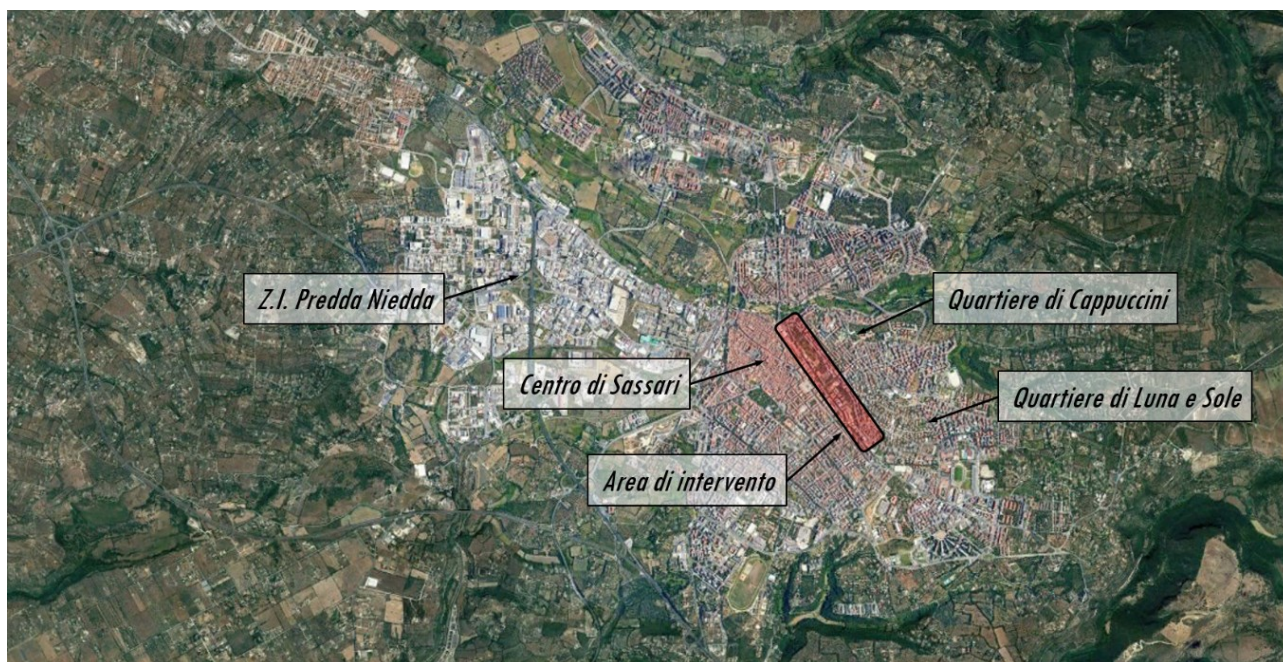 Z.I. Predda Niedda
Quartiere di Cappuccini
Centro di Sassari
Quartiere di Luna e Sole
Area di intervento